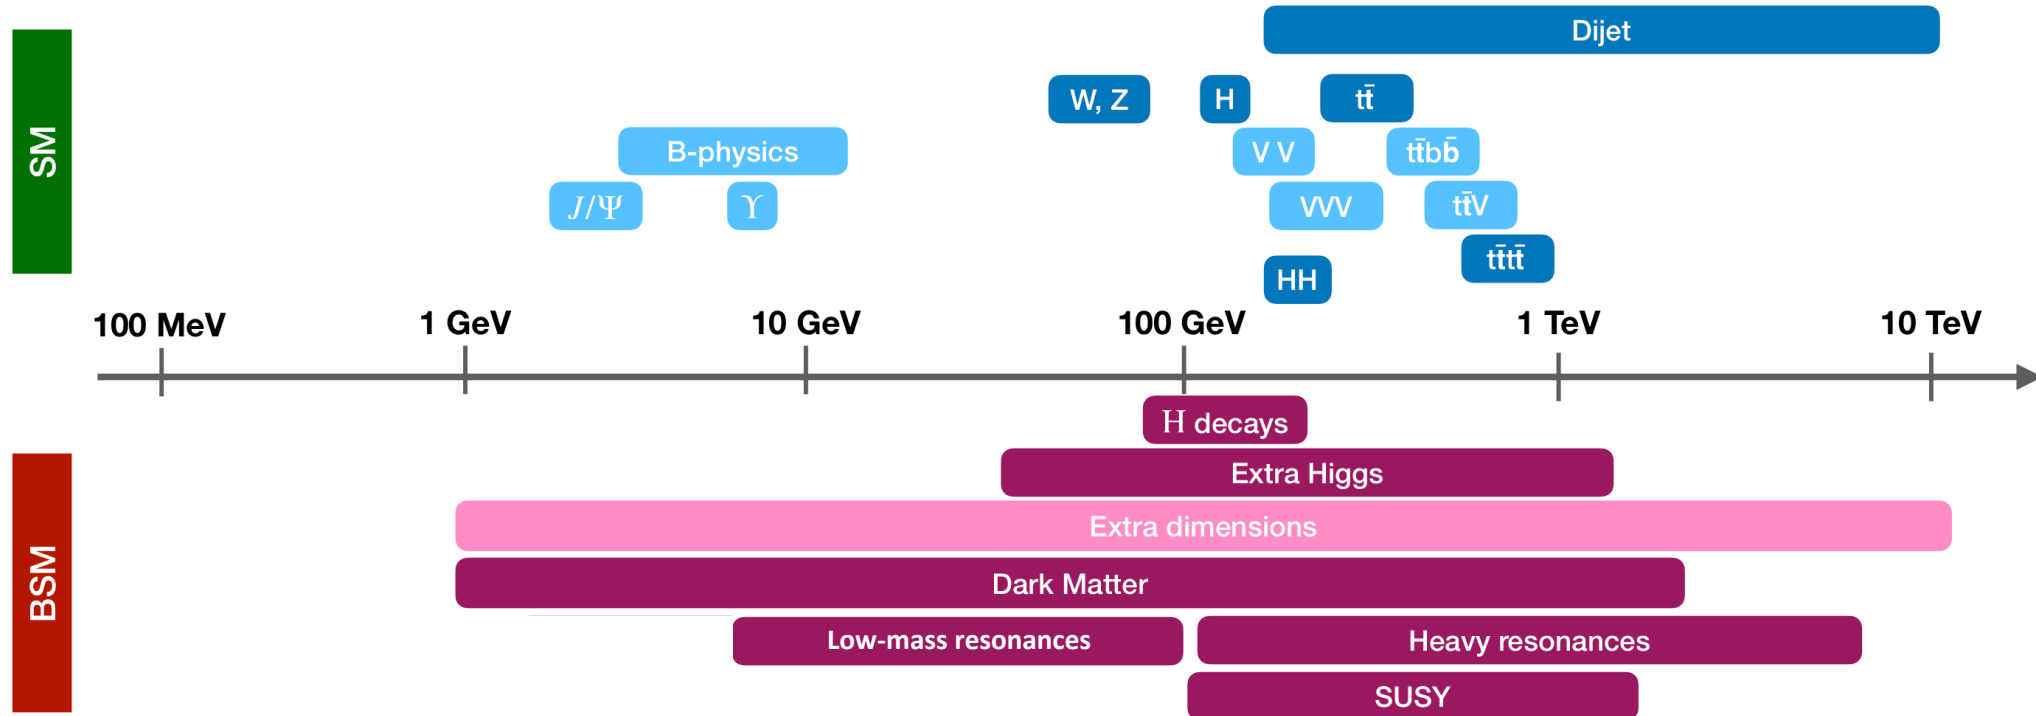 SM
Dijet
W, Z
H
tt̄
B-physics
V V
tt̄bb̄
J/Ψ
ϒ
VVV
tt̄V
tt̄tt̄
HH
100 MeV
1 GeV
10 GeV
100 GeV
1 TeV
10 TeV
BSM
H decays
Extra Higgs
Extra dimensions
Dark Matter
Low-mass resonances
Heavy resonances
SUSY